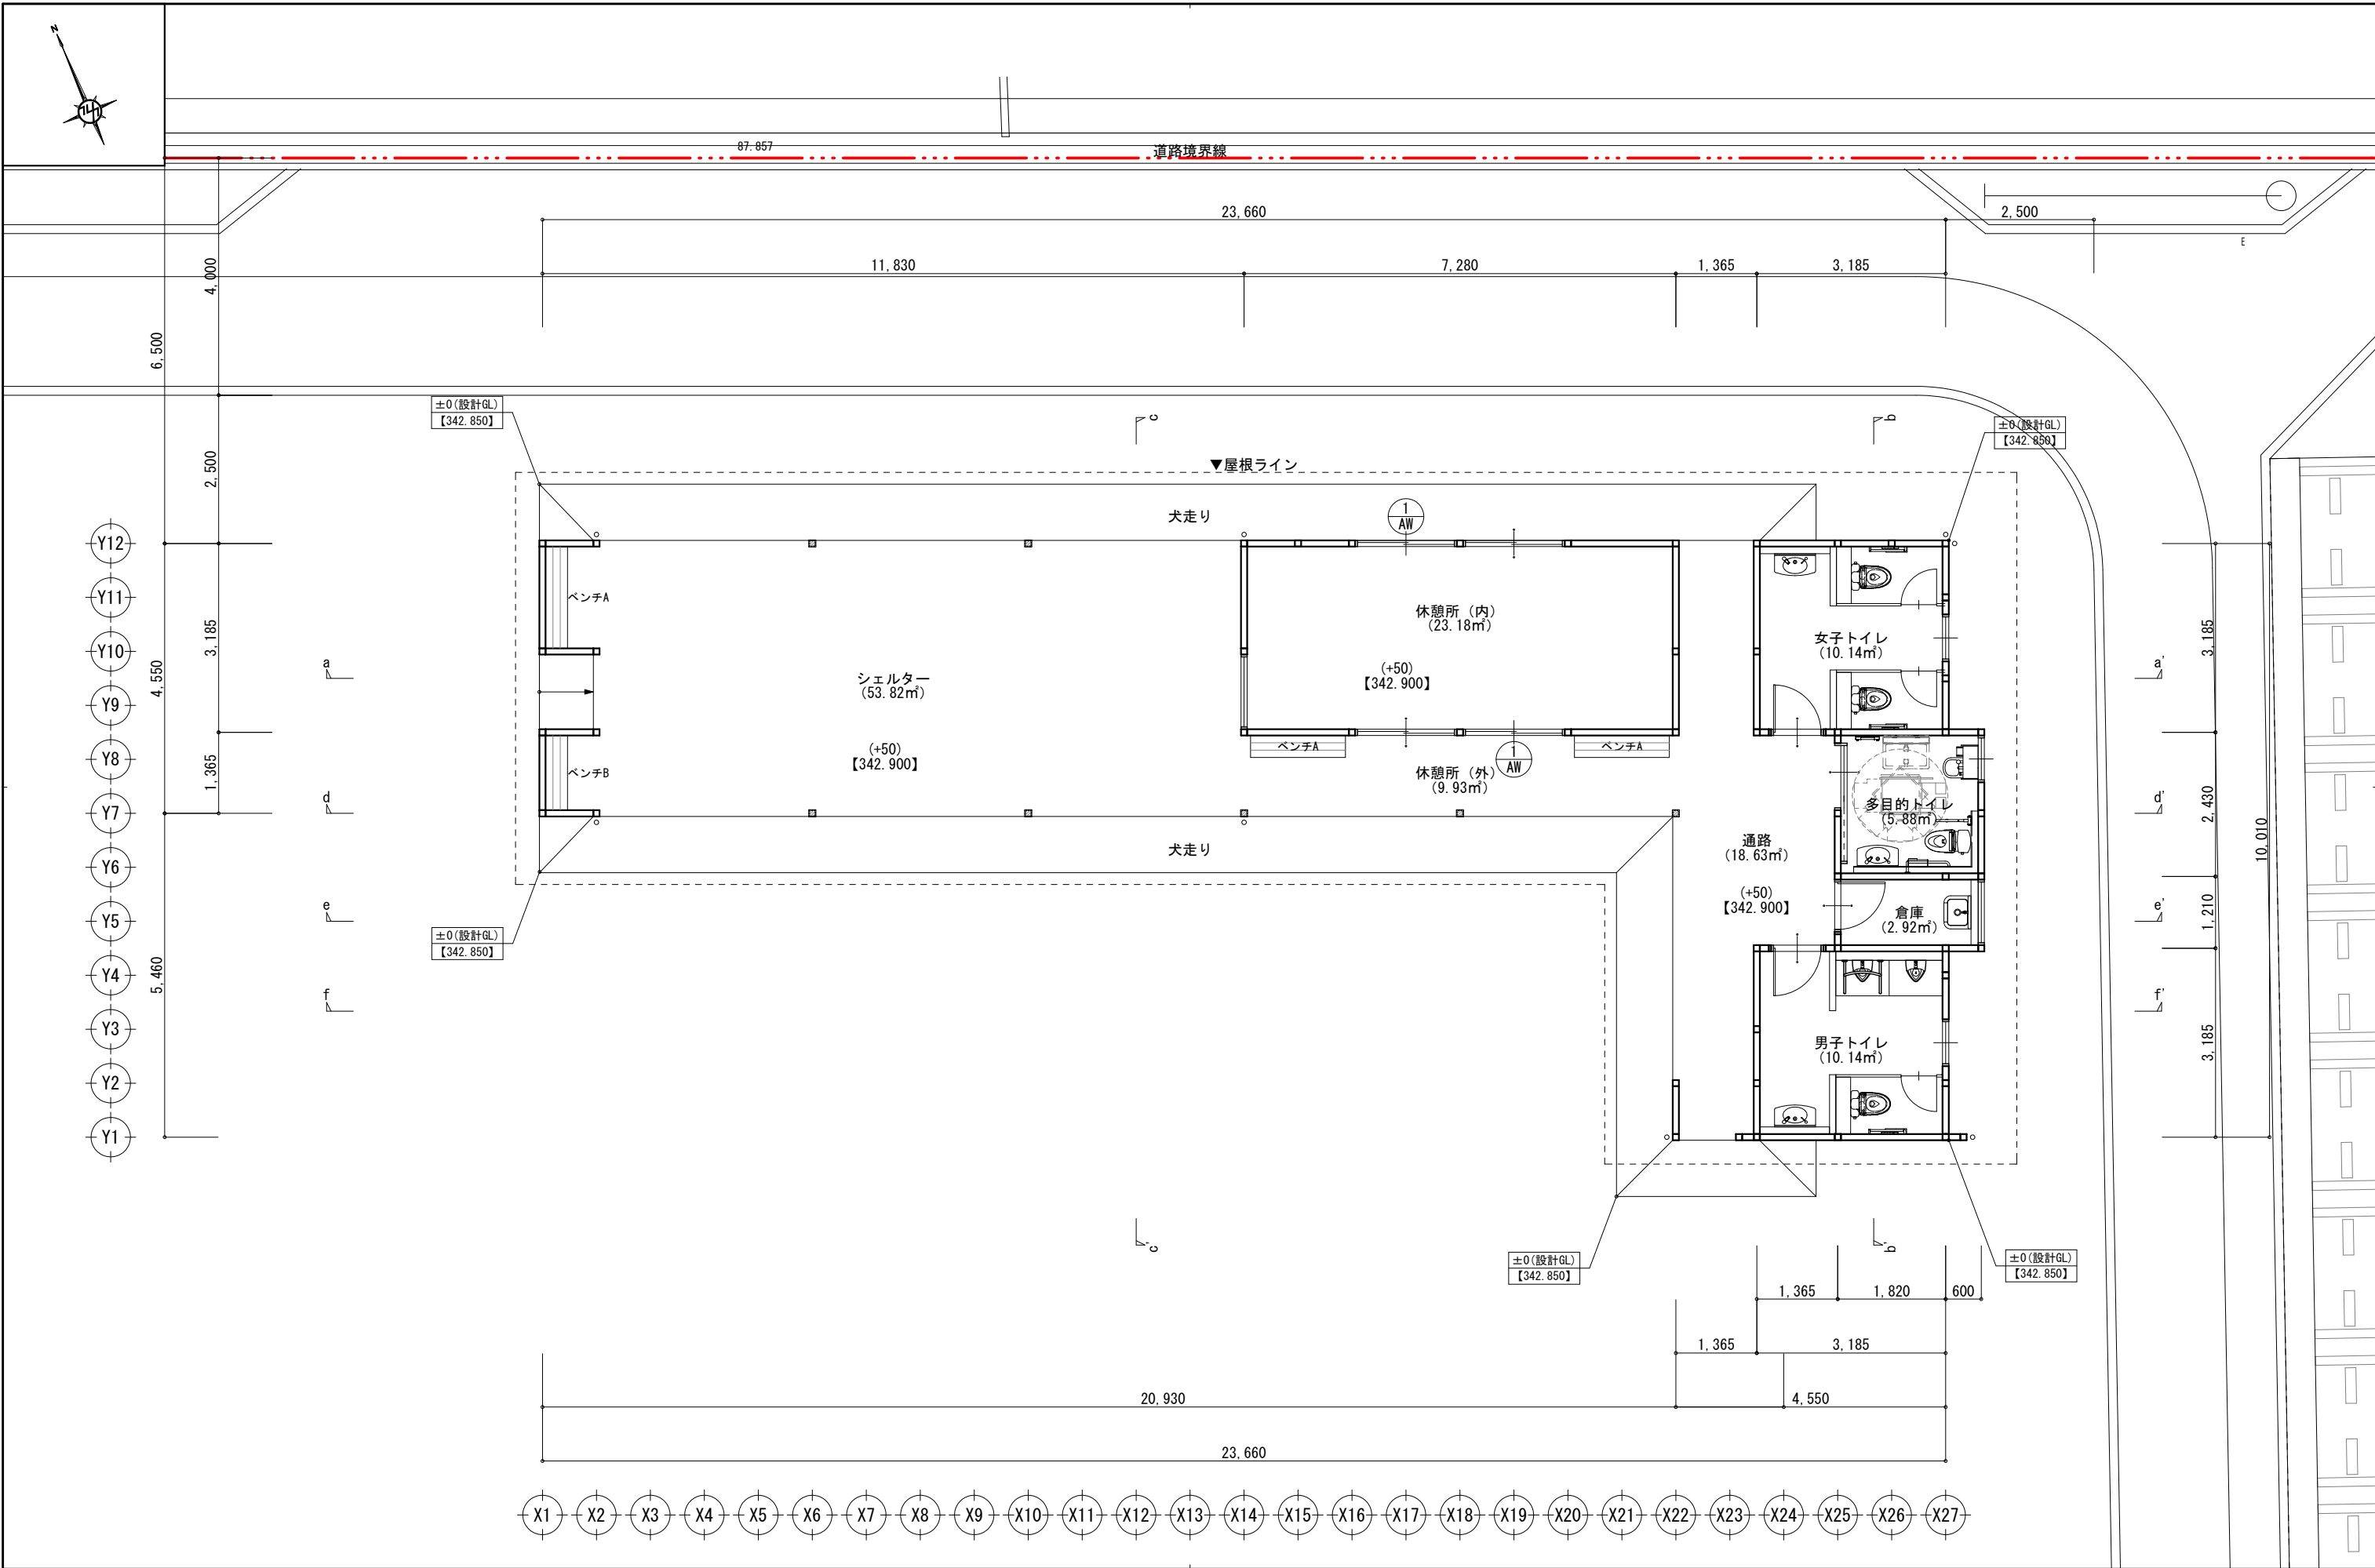 N
87.857
道路境界線
23,660
2,500
E
11,830
7,280
1,365
3,185
4,000
6,500
2,500
±0(設計GL)
【342.850】
c
b
±0(設計GL)
【342.850】
▼屋根ライン
犬走り
1
AW
Y12
Y11
Y10
Y9
Y8
Y7
Y6
Y5
Y4
Y3
Y2
Y1
4,550
3,185
1,365
5,460
a
d
e
f
ベンチA
ベンチB
シェルター
(53.82㎡)
(+50)
【342.900】
休憩所（内）
(23.18㎡)
(+50)
【342.900】
ベンチA
ベンチA
1
AW
休憩所（外）
(9.93㎡)
女子トイレ
(10.14㎡)
多目的トイレ
(5.88㎡)
通路
(18.63㎡)
(+50)
【342.900】
倉庫
(2.92㎡)
男子トイレ
(10.14㎡)
犬走り
a'
d'
e'
f'
3,185
2,430
1,210
3,185
10,010
±0(設計GL)
【342.850】
c'
b'
±0(設計GL)
【342.850】
±0(設計GL)
【342.850】
1,365
1,820
600
1,365
3,185
20,930
4,550
23,660
X1 X2 X3 X4 X5 X6 X7 X8 X9 X10 X11 X12 X13 X14 X15 X16 X17 X18 X19 X20 X21 X22 X23 X24 X25 X26 X27